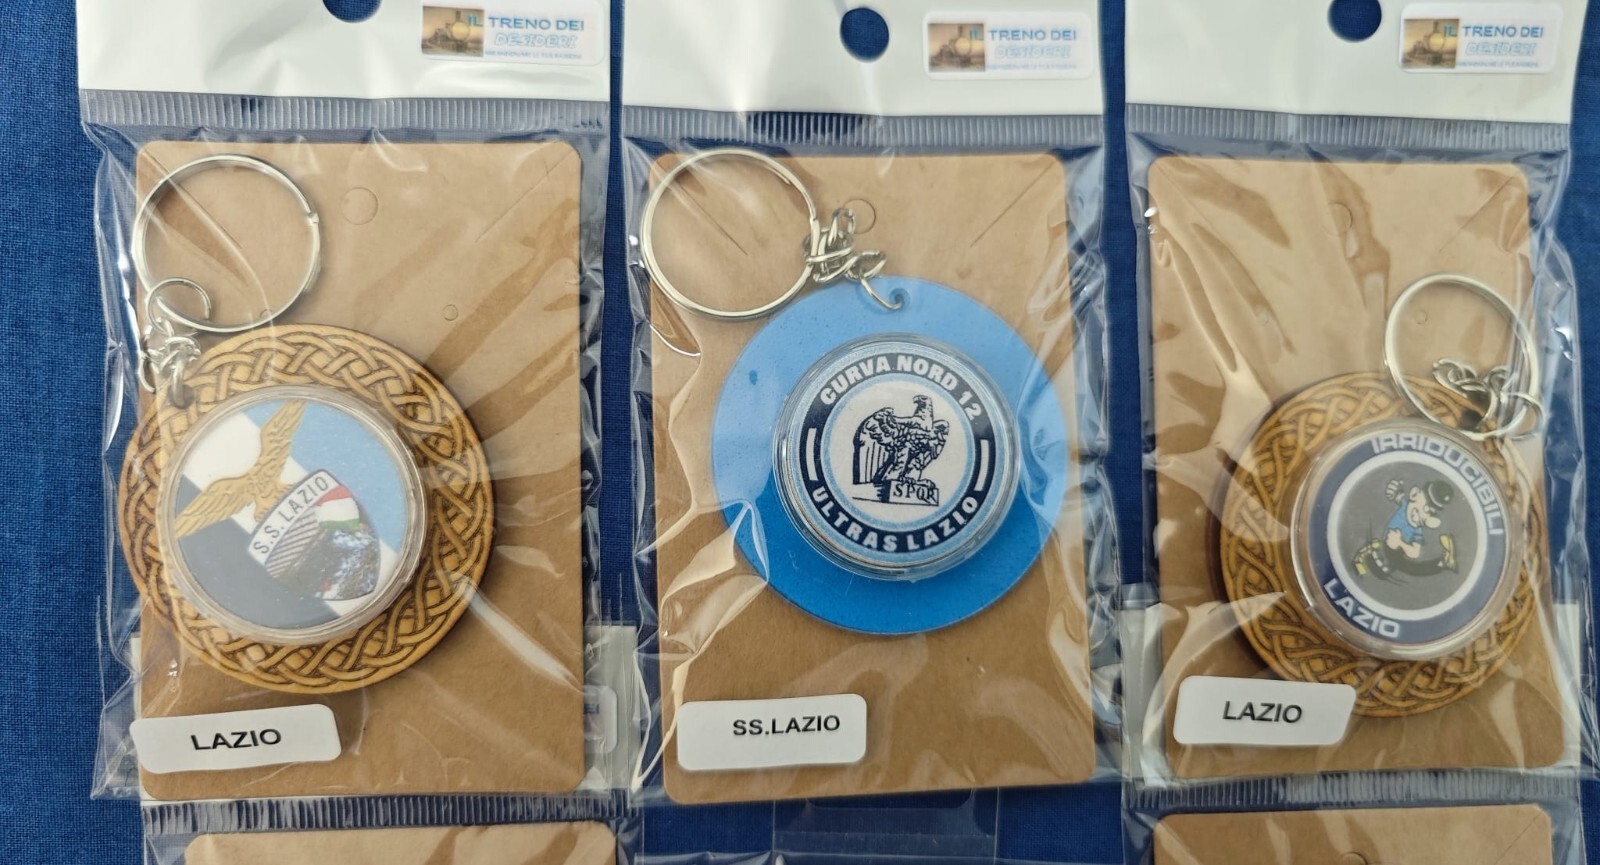 IL TRENO DEI
DESIDERI
IL TRENO DEI
DESIDERI
IL TRENO DEI
DESIDERI
S.S. LAZIO
LAZIO
CURVA NORD 12
SPQR
ULTRAS LAZIO
SS.LAZIO
IRRIDUCIBILI
LAZIO
LAZIO